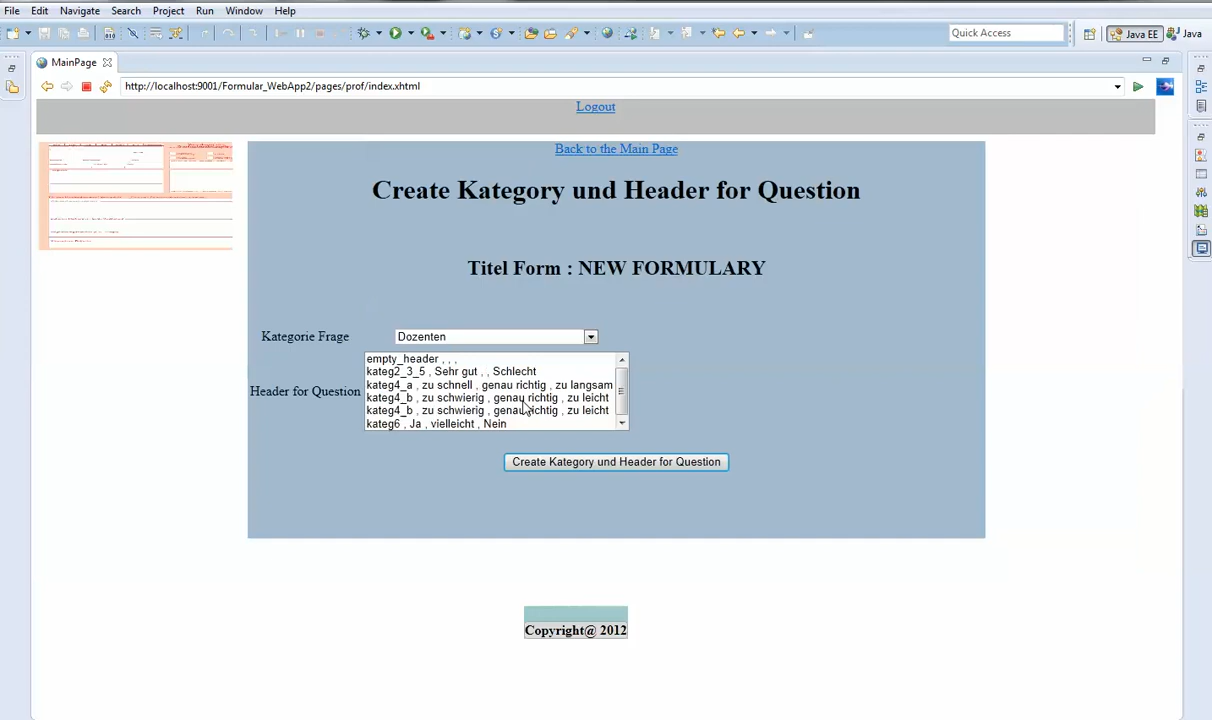 File Edit Navigate Search Project Run Window Help
Quick Access
Java EE
Java
MainPage
http://localhost:9001/Formular_WebApp2/pages/prof/index.xhtml
Logout
Back to the Main Page
Create Kategory und Header for Question
Titel Form : NEW FORMULARY
Kategorie Frage
Dozenten
Header for Question
empty_header , , ,
kateg2_3_5 , Sehr gut , , Schlecht
kateg4_a , zu schnell , genau richtig , zu langsam
kateg4_b , zu schwierig , genau richtig , zu leicht
kateg4_b , zu schwierig , genau richtig , zu leicht
kateg6 , Ja , vielleicht , Nein
Create Kategory und Header for Question
Copyright@ 2012